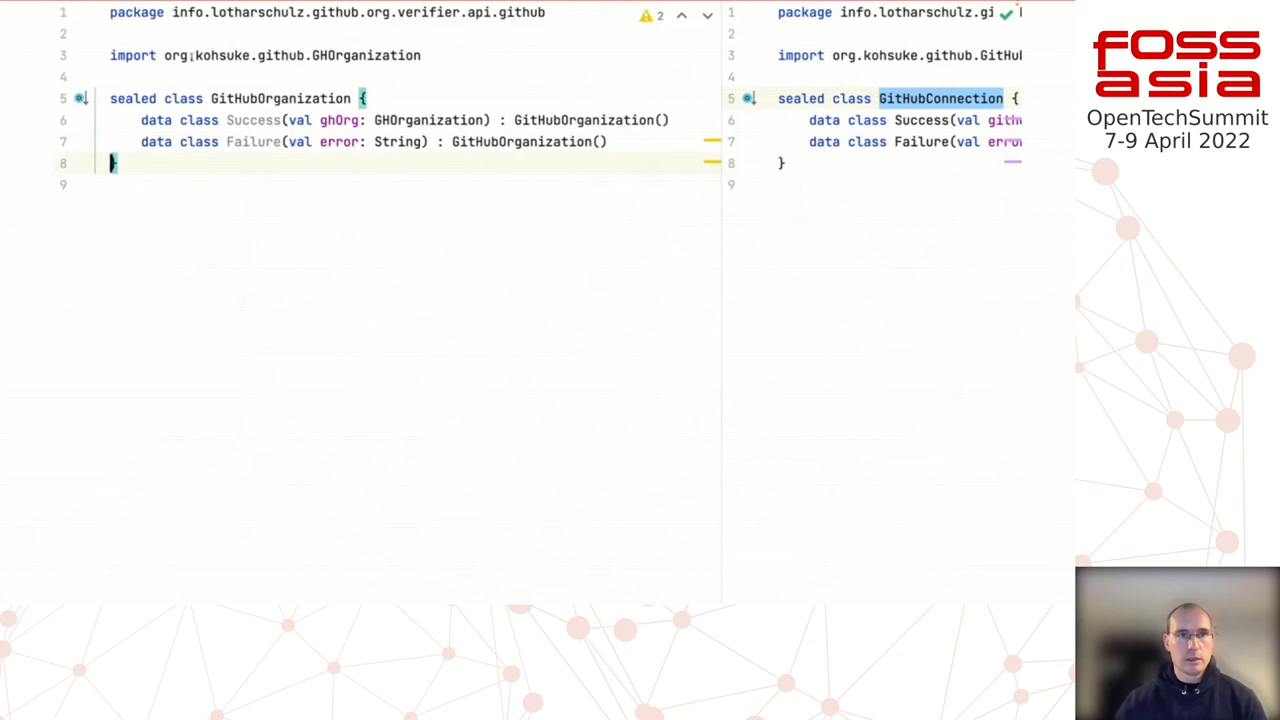 1 package info.lotharschulz.github.org.verifier.api.github
2
3 import org.kohsuke.github.GHOrganization
4
5 sealed class GitHubOrganization {
6 data class Success(val ghOrg: GHOrganization) : GitHubOrganization()
7 data class Failure(val error: String) : GitHubOrganization()
8 }
9
2
1 package info.lotharschulz.gi
2
3 import org.kohsuke.github.GitHu
4
5 sealed class GitHubConnection {
6 data class Success(val gith
7 data class Failure(val erro
8 }
9
FOSS
ASIA
OpenTechSummit
7-9 April 2022